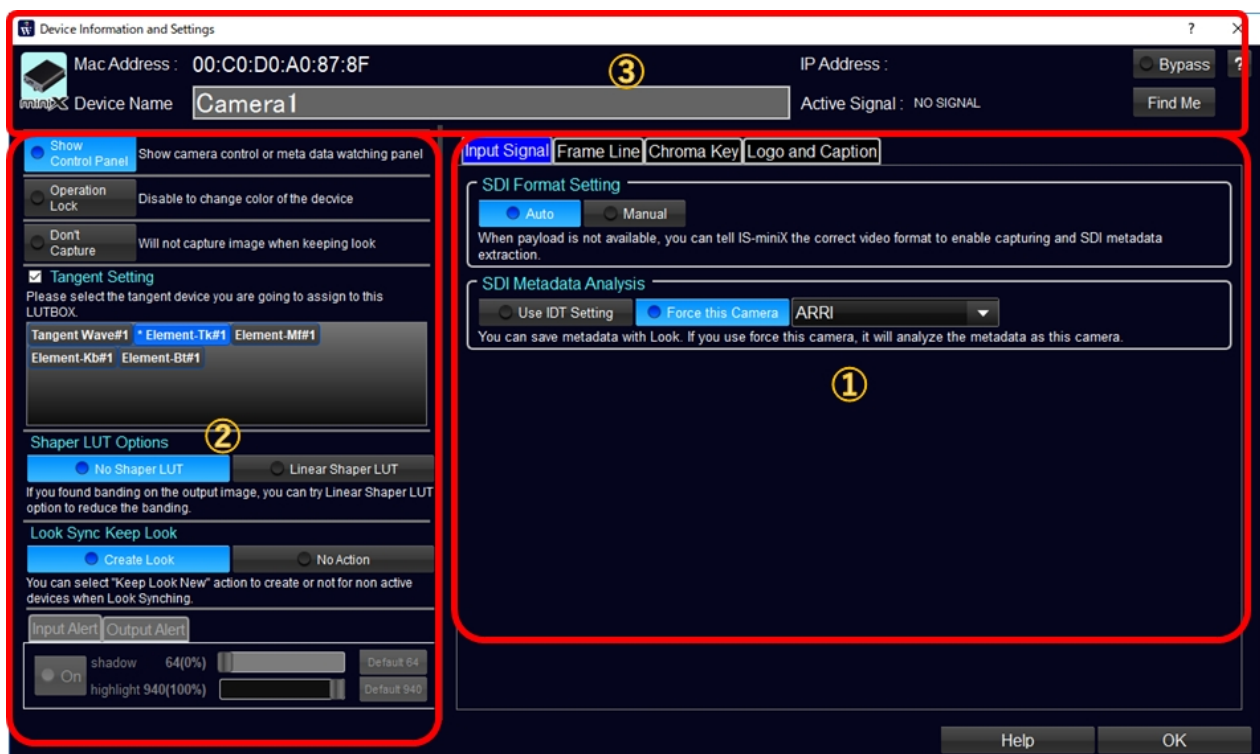 Device Information and Settings
?
Mac Address : 00:C0:D0:A0:87:8F
③
IP Address :
Bypass
?
miniX
Device Name
Camera1
Active Signal : NO SIGNAL
Find Me
Show
Control Panel
Show camera control or meta data watching panel
Operation
Lock
Disable to change color of the decvice
Don't
Capture
Will not capture image when keeping look
Tangent Setting
Please select the tangent device you are going to assign to this
LUTBOX.
Tangent Wave#1 * Element-Tk#1 Element-Mf#1
Element-Kb#1 Element-Bt#1
②
Shaper LUT Options
No Shaper LUT Linear Shaper LUT
If you found banding on the output image, you can try Linear Shaper LUT
option to reduce the banding.
Look Sync Keep Look
Create Look No Action
You can select "Keep Look New" action to create or not for non active
devices when Look Synching.
Input Alert Output Alert
On
shadow 64(0%) Default 64
highlight 940(100%) Default 940
Input Signal Frame Line Chroma Key Logo and Caption
SDI Format Setting
Auto Manual
When payload is not available, you can tell IS-miniX the correct video format to enable capturing and SDI metadata
extraction.
SDI Metadata Analysis
Use IDT Setting Force this Camera ARRI
You can save metadata with Look. If you use force this camera, it will analyze the metadata as this camera.
①
Help OK